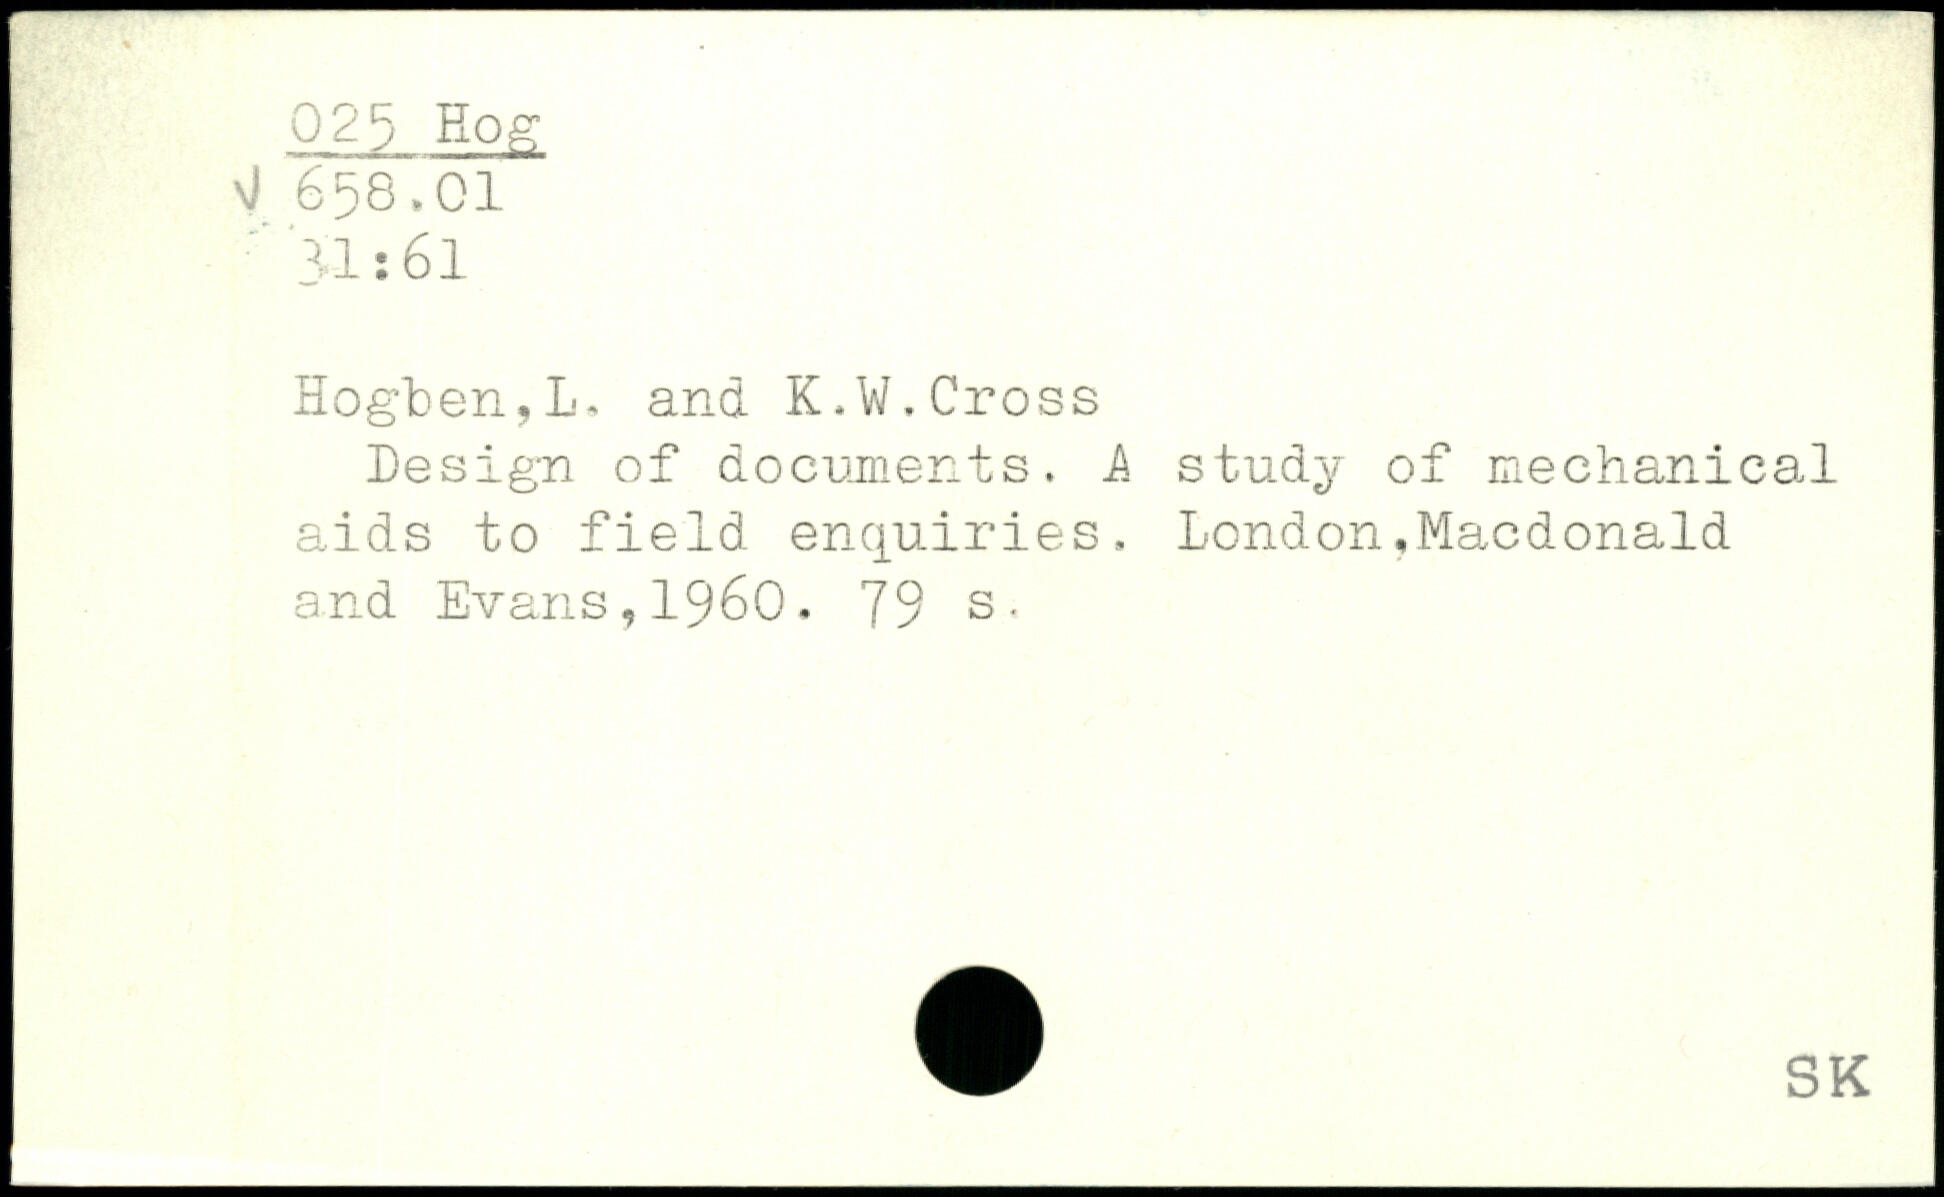 025 Hog
√ 658.01
31:61
Hogben,L. and K.W.Cross
Design of documents. A study of mechanical
aids to field enquiries. London,Macdonald
and Evans,1960. 79 s.
SK